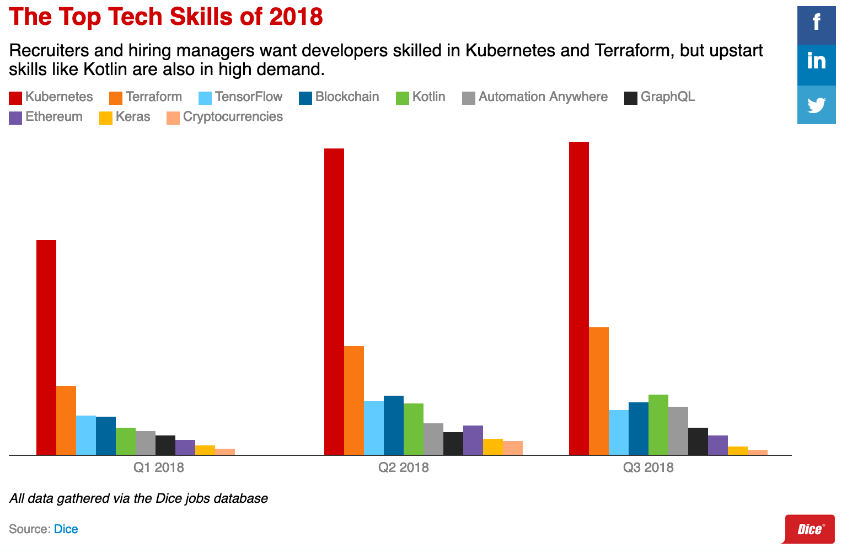 The Top Tech Skills of 2018
Recruiters and hiring managers want developers skilled in Kubernetes and Terraform, but upstart
skills like Kotlin are also in high demand.
Kubernetes Terraform TensorFlow Blockchain Kotlin Automation Anywhere GraphQL
Ethereum Keras Cryptocurrencies
f
in
Q1 2018 Q2 2018 Q3 2018
All data gathered via the Dice jobs database
Source: Dice
Dice®